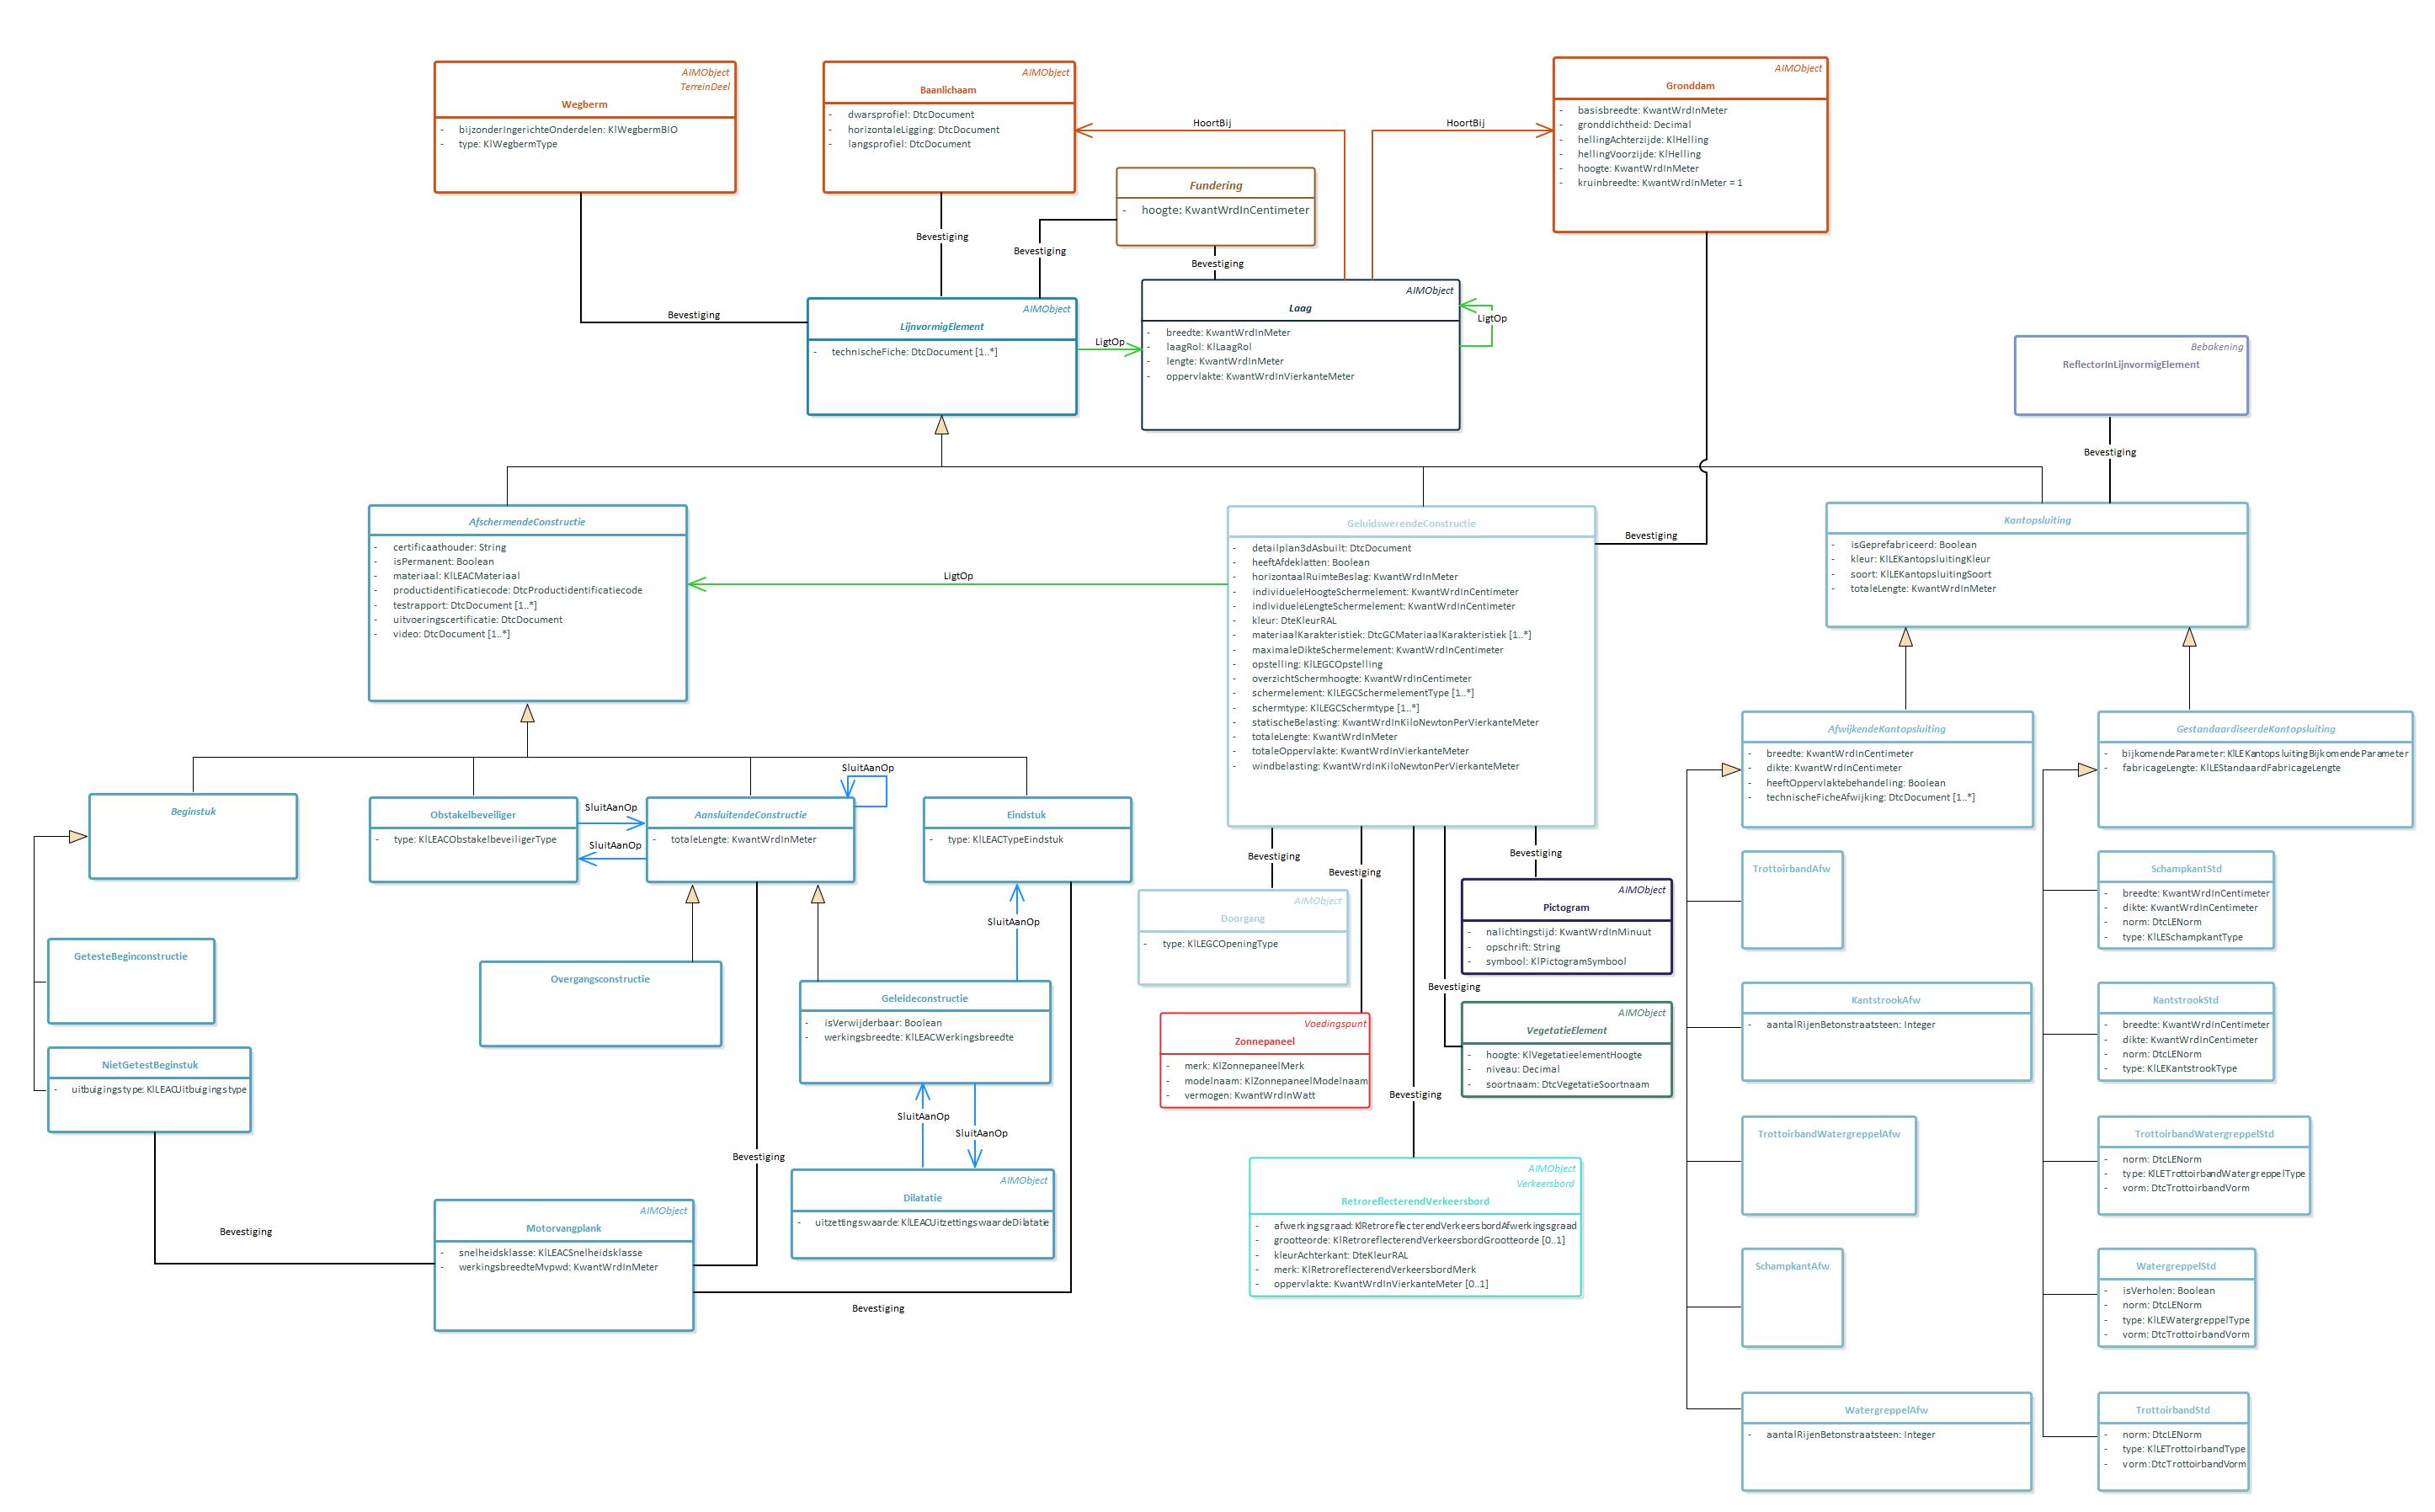 AIMObject
TerreinDeel
Wegberm
- bijzonderIngerichteOnderdelen: KlWegbermBIO
- type: KlWegbermType
AIMObject
Baanlichaam
- dwarsprofiel: DtcDocument
- horizontaleLigging: DtcDocument
- langsprofiel: DtcDocument
AIMObject
Gronddam
- basisbreedte: KwantWrdInMeter
- gronddichtheid: Decimal
- hellingAchterzijde: KlHelling
- hellingVoorzijde: KlHelling
- hoogte: KwantWrdInMeter
- kruinbreedte: KwantWrdInMeter = 1
HoortBij
HoortBij
Fundering
- hoogte: KwantWrdInCentimeter
Bevestiging
Bevestiging
Bevestiging
Bevestiging
AIMObject
LijnvormigElement
- technischeFiche: DtcDocument [1..*]
LigtOp
AIMObject
Laag
- breedte: KwantWrdInMeter
- laagRol: KlLaagRol
- lengte: KwantWrdInMeter
- oppervlakte: KwantWrdInVierkanteMeter
LigtOp
Bebakening
ReflectorInLijnvormigElement
Bevestiging
AfschermendeConstructie
- certificaathouder: String
- isPermanent: Boolean
- materiaal: KlLEACMateriaal
- productidentificatiecode: DtcProductidentificatiecode
- testrapport: DtcDocument [1..*]
- uitvoeringscertificatie: DtcDocument
- video: DtcDocument [1..*]
LigtOp
GeluidswerendeConstructie
- detailplan3dAsbuilt: DtcDocument
- heeftAfdeklatten: Boolean
- horizontaalRuimteBeslag: KwantWrdInMeter
- individueleHoogteSchermelement: KwantWrdInCentimeter
- individueleLengteSchermelement: KwantWrdInCentimeter
- kleur: DteKleurRAL
- materiaalKarakteristiek: DtcGCMateriaalKarakteristiek [1..*]
- maximaleDikteSchermelement: KwantWrdInCentimeter
- opstelling: KlLEGCOpstelling
- overzichtSchermhoogte: KwantWrdInCentimeter
- schermelement: KlLEGCSchermelementType [1..*]
- schermtype: KlLEGCSchermtype [1..*]
- statischeBelasting: KwantWrdInKiloNewtonPerVierkanteMeter
- totaleLengte: KwantWrdInMeter
- totaleOppervlakte: KwantWrdInVierkanteMeter
- windbelasting: KwantWrdInKiloNewtonPerVierkanteMeter
Bevestiging
Kantopsluiting
- isGeprefabriceerd: Boolean
- kleur: KlLEKantopsluitingKleur
- soort: KlLEKantopsluitingSoort
- totaleLengte: KwantWrdInMeter
AfwijkendeKantopsluiting
- breedte: KwantWrdInCentimeter
- dikte: KwantWrdInCentimeter
- heeftOppervlaktebehandeling: Boolean
- technischeFicheAfwijking: DtcDocument [1..*]
GestandaardiseerdeKantopsluiting
- bijkomendeParameter: KlLEKantopsluitingBijkomendeParameter
- fabricageLengte: KlLEStandaardFabricageLengte
Beginstuk
Obstakelbeveiliger
- type: KlLEACObstakelbeveiligerType
SluitAanOp
SluitAanOp
SluitAanOp
AansluitendeConstructie
- totaleLengte: KwantWrdInMeter
Eindstuk
- type: KlLEACTypeEindstuk
SluitAanOp
GetesteBeginconstructie
Overgangsconstructie
Geleideconstructie
- isVerwijderbaar: Boolean
- werkingsbreedte: KlLEACWerkingsbreedte
NietGetestBeginstuk
- uitbuigingstype: KlLEACUitbuigingstype
SluitAanOp
SluitAanOp
Bevestiging
AIMObject
Dilatatie
- uitzettingswaarde: KlLEACUitzettingswaardeDilatatie
Bevestiging
AIMObject
Motorvangplank
- snelheidsklasse: KlLEACSnelheidsklasse
- werkingsbreedteMvpwd: KwantWrdInMeter
Bevestiging
Bevestiging
Bevestiging
Bevestiging
Bevestiging
Bevestiging
AIMObject
Doorgang
- type: KlLEGCOpeningType
AIMObject
Pictogram
- nalichtingstijd: KwantWrdInMinuut
- opschrift: String
- symbool: KlPictogramSymbool
Voedingspunt
Zonnepaneel
- merk: KlZonnepaneelMerk
- modelnaam: KlZonnepaneelModelnaam
- vermogen: KwantWrdInWatt
AIMObject
VegetatieElement
- hoogte: KlVegetatieelementHoogte
- niveau: Decimal
- soortnaam: DtcVegetatieSoortnaam
AIMObject
Verkeersbord
RetroreflecterendVerkeersbord
- afwerkingsgraad: KlRetroreflecterendVerkeersbordAfwerkingsgraad
- grootteorde: KlRetroreflecterendVerkeersbordGrootteorde [0..1]
- kleurAchterkant: DteKleurRAL
- merk: KlRetroreflecterendVerkeersbordMerk
- oppervlakte: KwantWrdInVierkanteMeter [0..1]
TrottoirbandAfw
KantstrookAfw
- aantalRijenBetonstraatsteen: Integer
TrottoirbandWatergreppelAfw
SchampkantAfw
WatergreppelAfw
- aantalRijenBetonstraatsteen: Integer
SchampkantStd
- breedte: KwantWrdInCentimeter
- dikte: KwantWrdInCentimeter
- norm: DtcLENorm
- type: KlLESchampkantType
KantstrookStd
- breedte: KwantWrdInCentimeter
- dikte: KwantWrdInCentimeter
- norm: DtcLENorm
- type: KlLEKantstrookType
TrottoirbandWatergreppelStd
- norm: DtcLENorm
- type: KlLETrottoirbandWatergreppelType
- vorm: DtcTrottoirbandVorm
WatergreppelStd
- isVerholen: Boolean
- norm: DtcLENorm
- type: KlLEWatergreppelType
- vorm: DtcTrottoirbandVorm
TrottoirbandStd
- norm: DtcLENorm
- type: KlLETrottoirbandType
- vorm: DtcTrottoirbandVorm